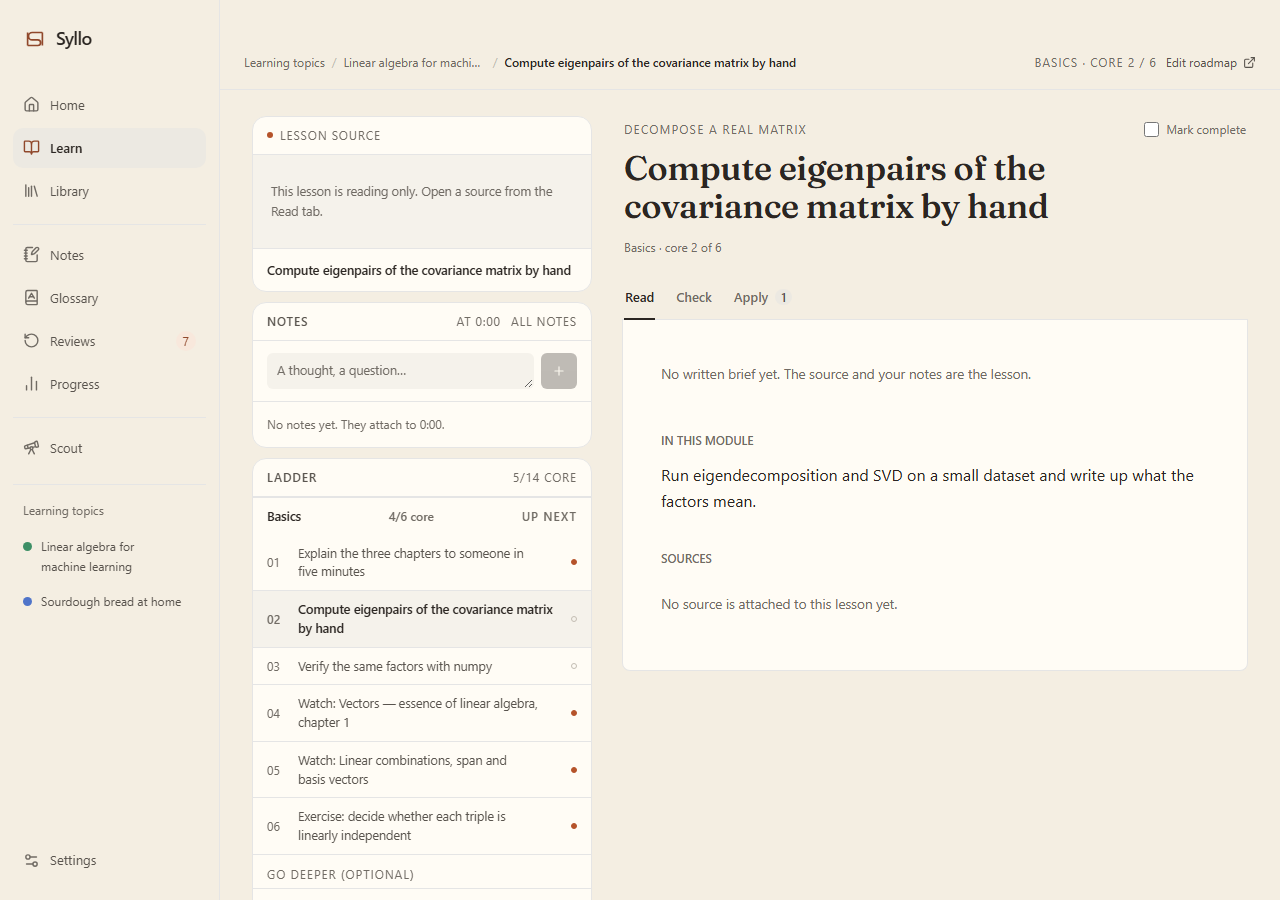 Syllo
Home
Learn
Library
Notes
Glossary
Reviews 7
Progress
Scout
Learning topics
Linear algebra for
machine learning
Sourdough bread at home
Settings
Learning topics / Linear algebra for machi... / Compute eigenpairs of the covariance matrix by hand
BASICS · CORE 2 / 6 Edit roadmap
LESSON SOURCE
This lesson is reading only. Open a source from the
Read tab.
Compute eigenpairs of the covariance matrix by hand
NOTES AT 0:00 ALL NOTES
A thought, a question...
+
No notes yet. They attach to 0:00.
LADDER 5/14 CORE
Basics 4/6 core UP NEXT
01 Explain the three chapters to someone in
five minutes
02 Compute eigenpairs of the covariance matrix
by hand
03 Verify the same factors with numpy
04 Watch: Vectors — essence of linear algebra,
chapter 1
05 Watch: Linear combinations, span and
basis vectors
06 Exercise: decide whether each triple is
linearly independent
GO DEEPER (OPTIONAL)
DECOMPOSE A REAL MATRIX
Mark complete
Compute eigenpairs of the
covariance matrix by hand
Basics · core 2 of 6
Read Check Apply 1
No written brief yet. The source and your notes are the lesson.
IN THIS MODULE
Run eigendecomposition and SVD on a small dataset and write up what the
factors mean.
SOURCES
No source is attached to this lesson yet.